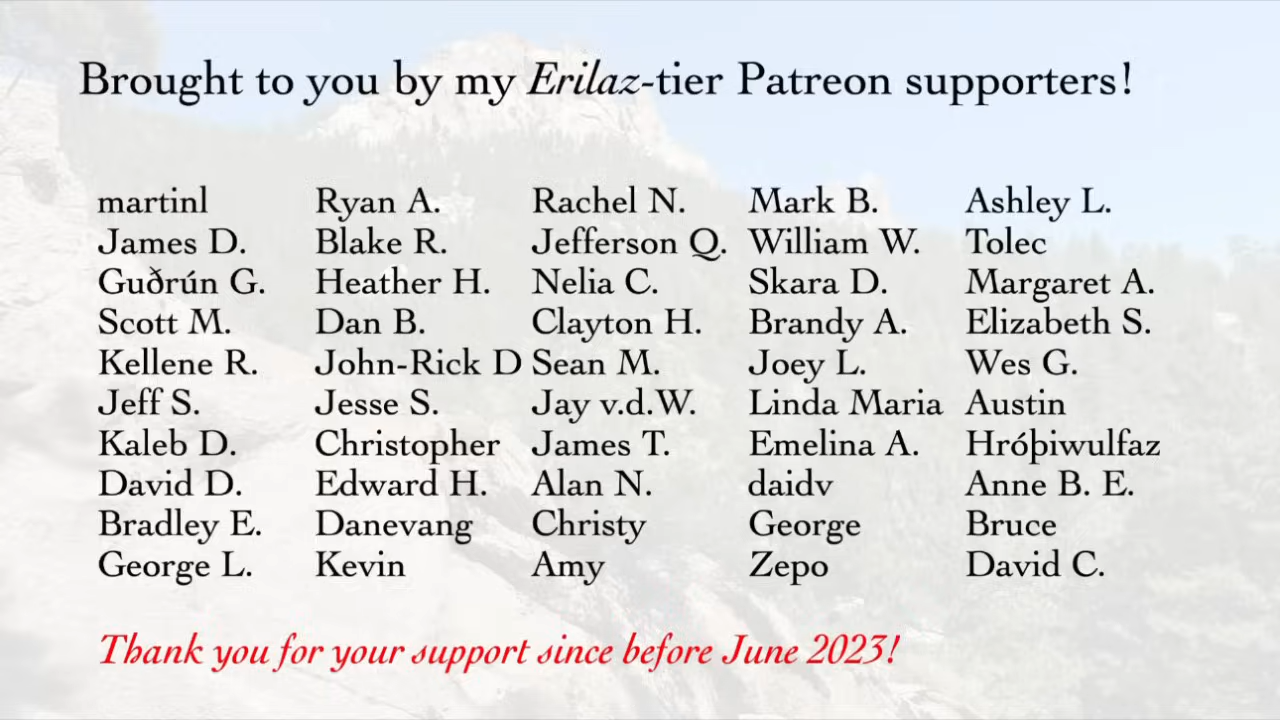 Brought to you by my Erilaz-tier Patreon supporters!
martinl Ryan A. Rachel N. Mark B. Ashley L.
James D. Blake R. Jefferson Q. William W. Tolec
Guðrún G. Heather H. Nelia C. Skara D. Margaret A.
Scott M. Dan B. Clayton H. Brandy A. Elizabeth S.
Kellene R. John-Rick D Sean M. Joey L. Wes G.
Jeff S. Jesse S. Jay v.d.W. Linda Maria Austin
Kaleb D. Christopher James T. Emelina A. Hróþiwulfaz
David D. Edward H. Alan N. daidv Anne B. E.
Bradley E. Danevang Christy George Bruce
George L. Kevin Amy Zepo David C.
Thank you for your support since before June 2023!